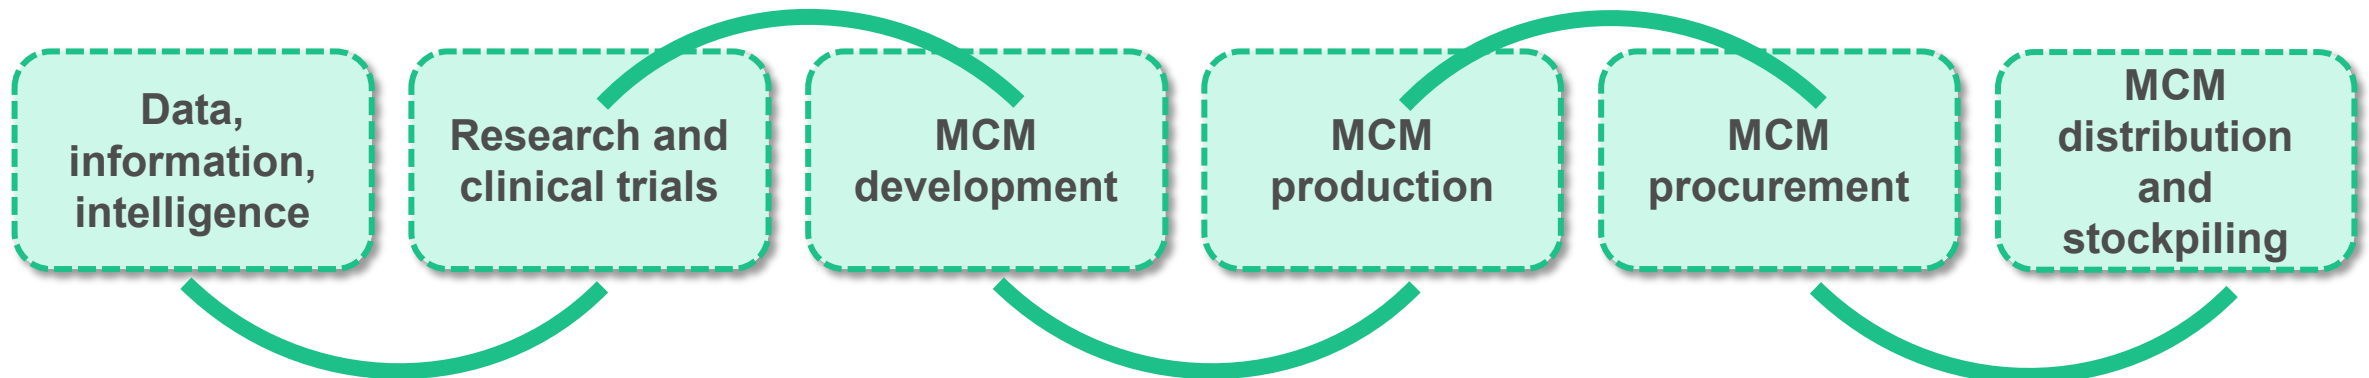 Data,
information,
intelligence
Research and
clinical trials
MCM
development
MCM
production
MCM
procurement
MCM
distribution
and
stockpiling